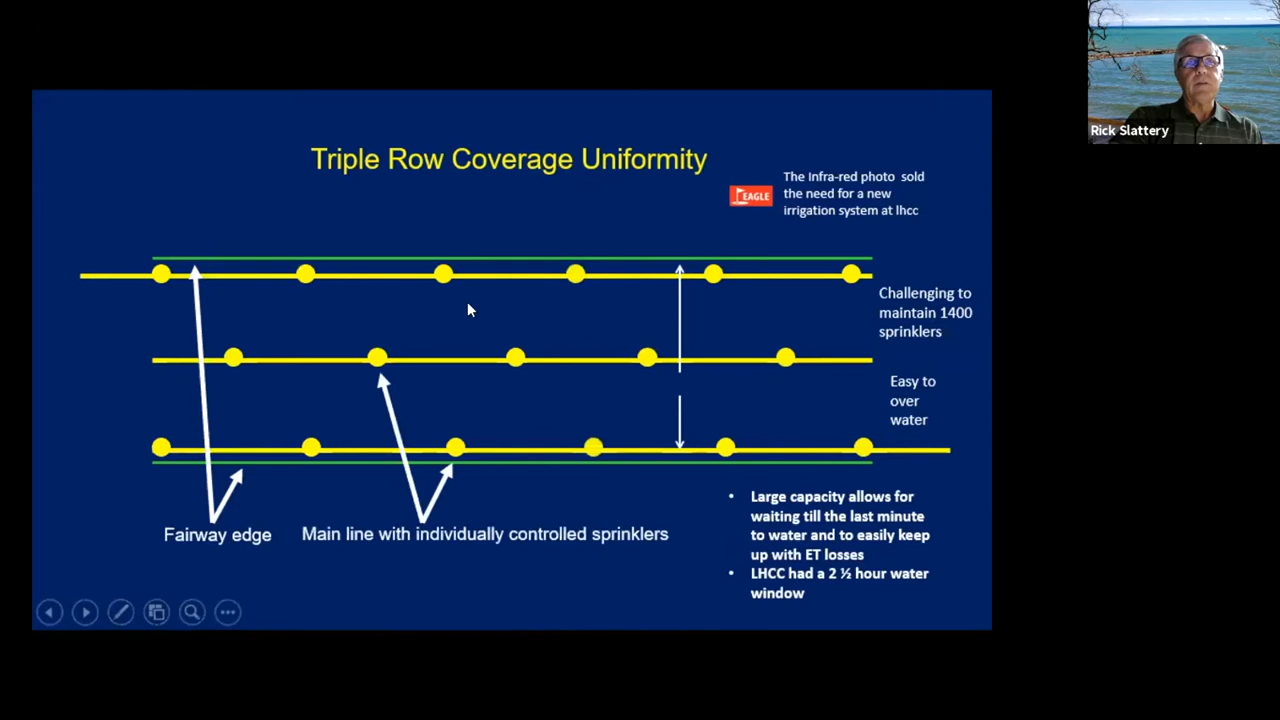 Rick Slattery
Triple Row Coverage Uniformity
EAGLE
The Infra-red photo sold
the need for a new
irrigation system at lhcc
Challenging to
maintain 1400
sprinklers
Easy to
over
water
Fairway edge
Main line with individually controlled sprinklers
• Large capacity allows for
waiting till the last minute
to water and to easily keep
up with ET losses
• LHCC had a 2 ½ hour water
window